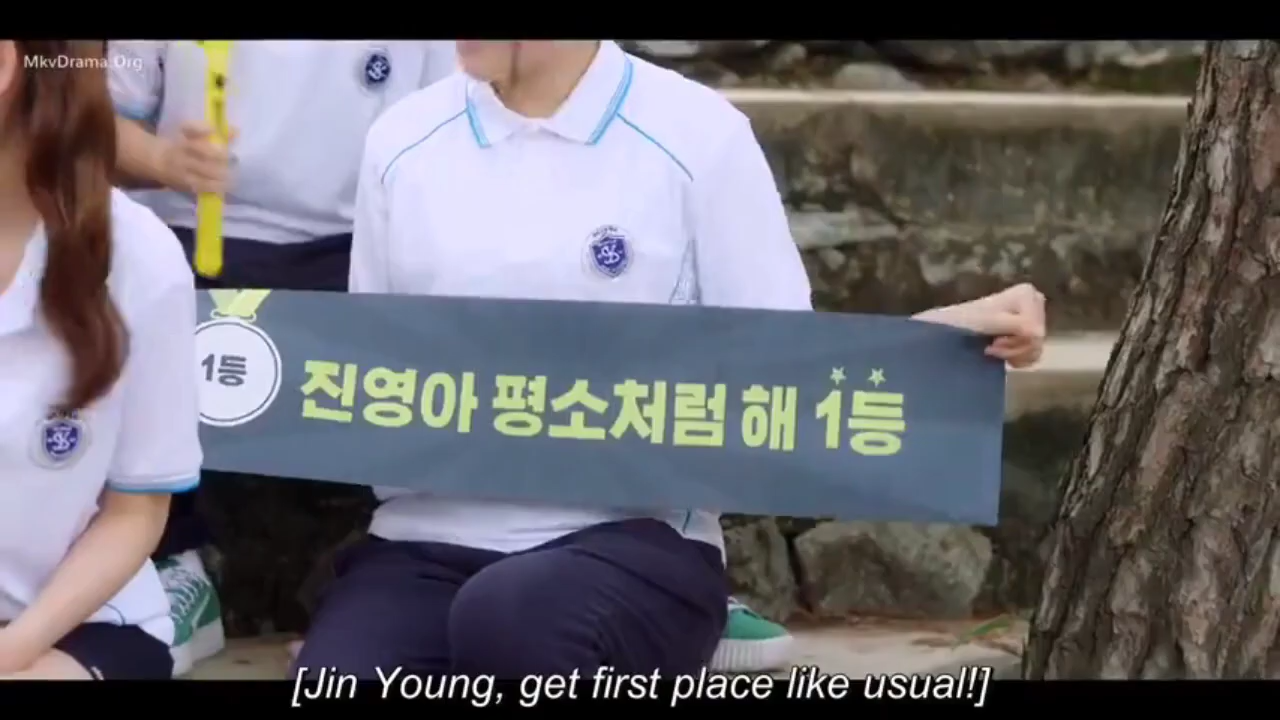 MkvDrama.Org
1등
진영아 평소처럼 해 1등
[Jin Young, get first place like usual!]